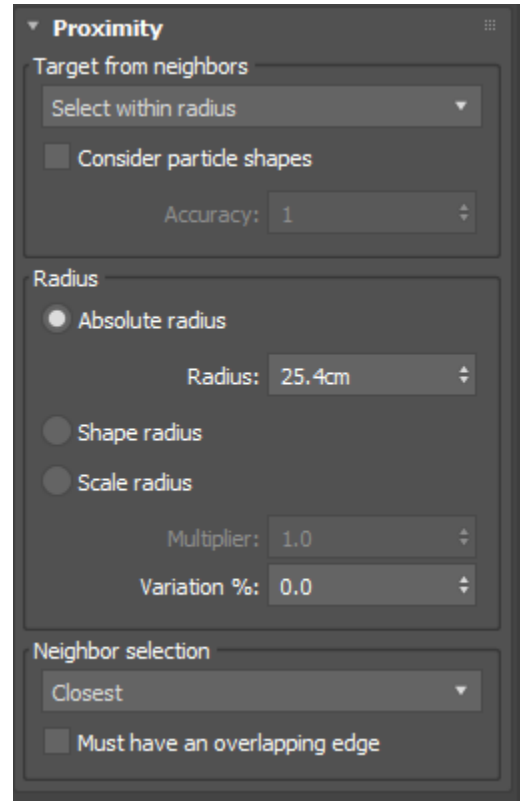 Proximity
Target from neighbors
Select within radius
Consider particle shapes
Accuracy: 1
Radius
Absolute radius
Radius: 25.4cm
Shape radius
Scale radius
Multiplier: 1.0
Variation %: 0.0
Neighbor selection
Closest
Must have an overlapping edge